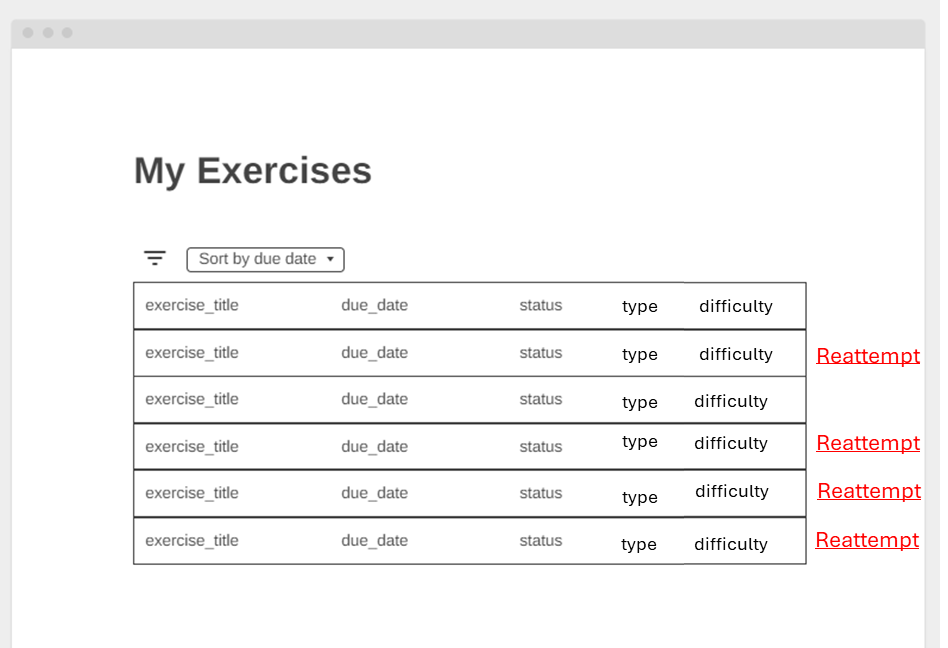 My Exercises
Sort by due date
exercise_title due_date status type difficulty
exercise_title due_date status type difficulty Reattempt
exercise_title due_date status type difficulty
exercise_title due_date status type difficulty Reattempt
exercise_title due_date status type difficulty Reattempt
exercise_title due_date status type difficulty Reattempt